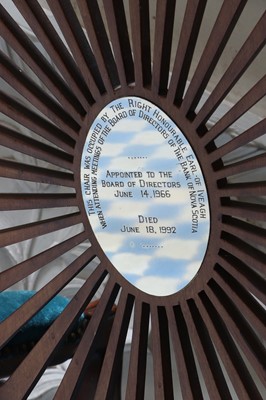 THIS CHAIR WAS OCCUPIED BY THE RIGHT HONOURABLE, EARL OF IVEAGH
WHEN ATTENDING MEETINGS OF THE BOARD OF DIRECTORS OF THE BANK OF NOVA SCOTIA
APPOINTED TO THE
BOARD OF DIRECTORS
JUNE 14, 1966
DIED
JUNE 18, 1992